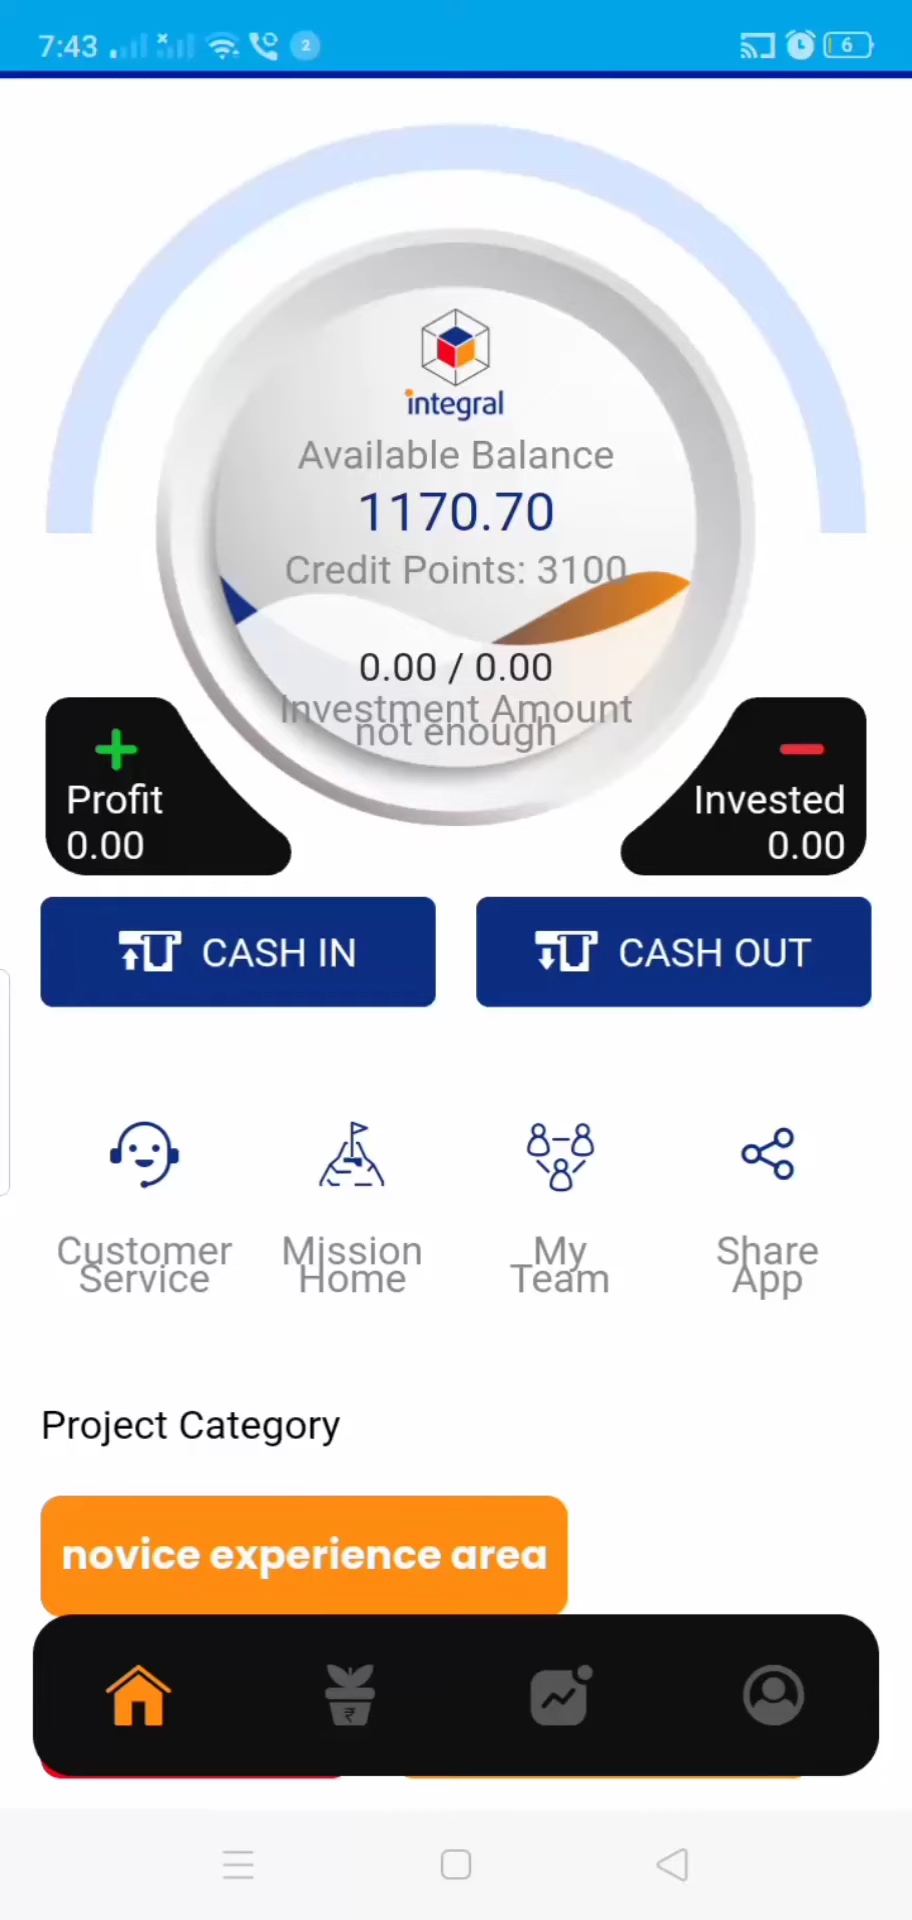 7:43
2
6
integral
Available Balance
1170.70
Credit Points: 3100
0.00 / 0.00
Investment Amount
not enough
Profit
0.00
Invested
0.00
CASH IN
CASH OUT
Customer
Service
Mission
Home
My
Team
Share
App
Project Category
novice experience area
₹